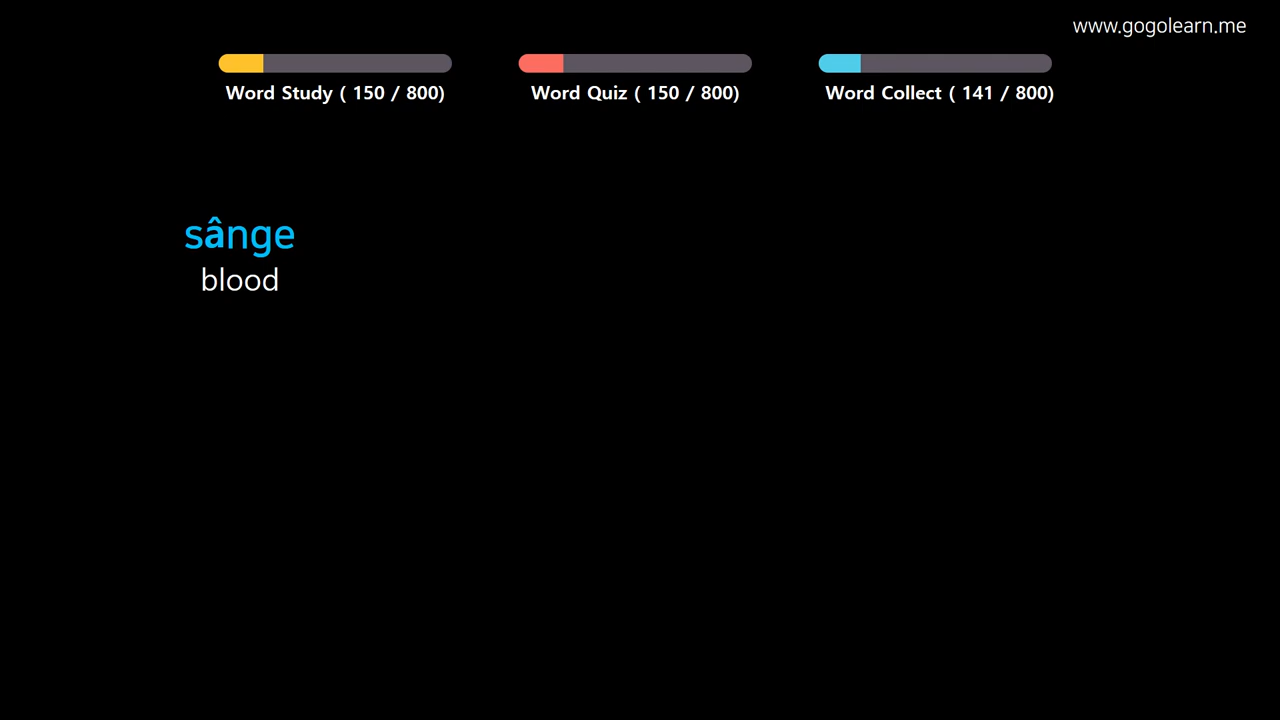 www.gogolearn.me
Word Study ( 150 / 800)
Word Quiz ( 150 / 800)
Word Collect ( 141 / 800)
sânge
blood